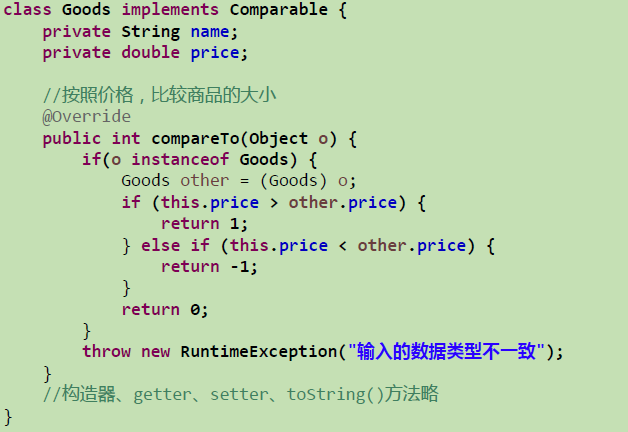 class Goods implements Comparable {
    private String name;
    private double price;

    //按照价格，比较商品的大小
    @Override
    public int compareTo(Object o) {
        if(o instanceof Goods) {
            Goods other = (Goods) o;
            if (this.price > other.price) {
                return 1;
            } else if (this.price < other.price) {
                return -1;
            }
            return 0;
        }
        throw new RuntimeException("输入的数据类型不一致");
    }
    //构造器、getter、setter、toString()方法略
}